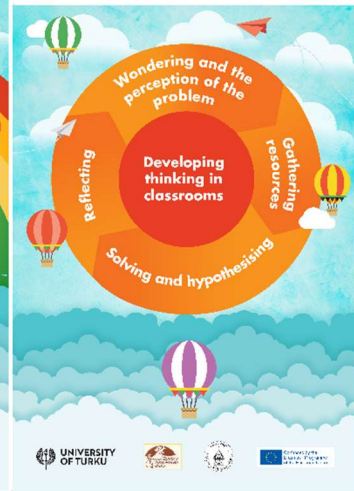 Wondering and the
perception of the
problem
Gathering
resources
Developing
thinking in
classrooms
Reflecting
Solving and hypothesising
UNIVERSITY
OF TURKU